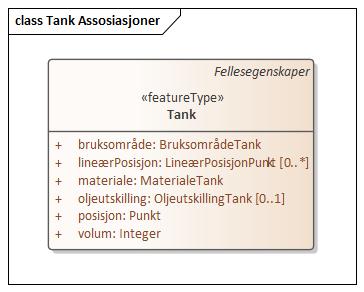 class Tank Assosiasjoner
Fellesegenskaper
«featureType»
Tank
+ bruksområde: BruksområdeTank
+ lineærPosisjon: LineærPosisjonPunkt [0..*]
+ materiale: MaterialeTank
+ oljeutskilling: OljeutskillingTank [0..1]
+ posisjon: Punkt
+ volum: Integer